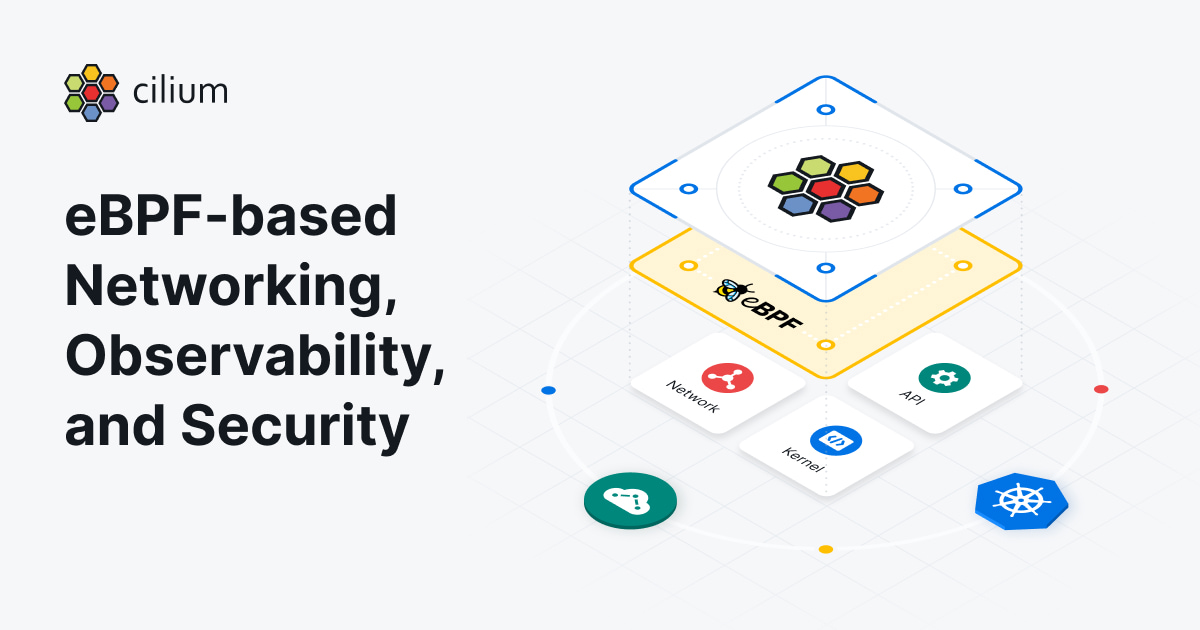 cilium
eBPF-based
Networking,
Observability,
and Security
eBPF
Network
API
Kernel